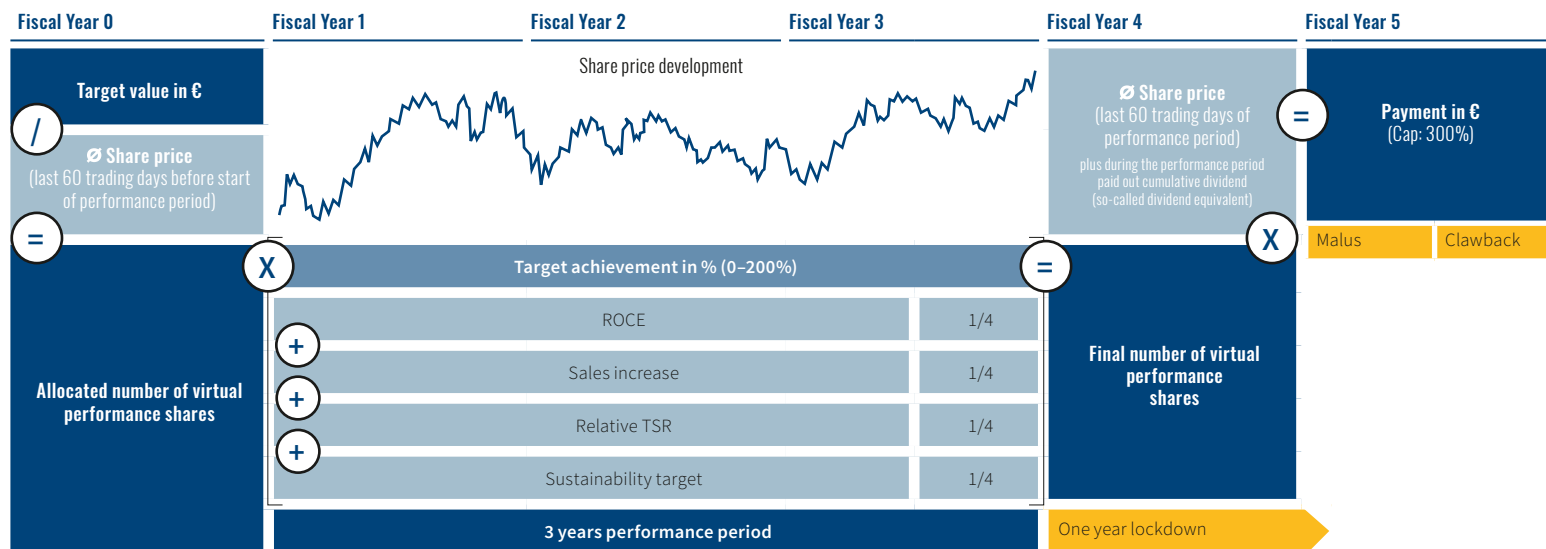 Fiscal Year 0
Fiscal Year 1
Fiscal Year 2
Fiscal Year 3
Fiscal Year 4
Fiscal Year 5
Target value in €
/
Ø Share price
(last 60 trading days before start
of performance period)
=
Allocated number of virtual
performance shares
Share price development
X
Target achievement in % (0–200%)
=
ROCE
1/4
+
Sales increase
1/4
+
Relative TSR
1/4
+
Sustainability target
1/4
3 years performance period
Ø Share price
(last 60 trading days of
performance period)
plus during the performance period
paid out cumulative dividend
(so-called dividend equivalent)
X
Final number of virtual
performance
shares
One year lockdown
=
Payment in €
(Cap: 300%)
Malus
Clawback